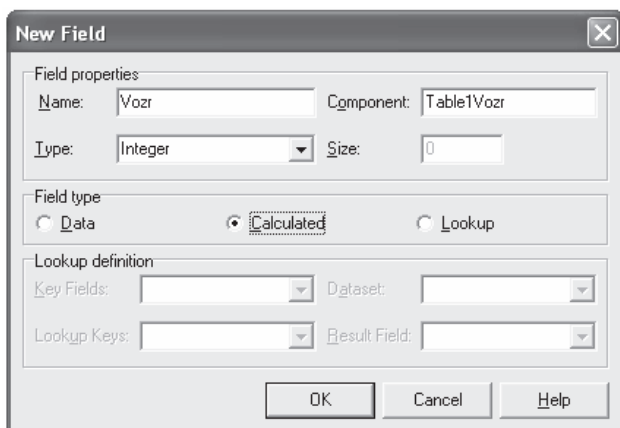 New Field
Field properties
Name: Vozr Component: Table1Vozr
Type: Integer Size: 0
Field type
Data Calculated Lookup
Lookup definition
Key Fields: Dataset:
Lookup Keys: Result Field:
OK Cancel Help